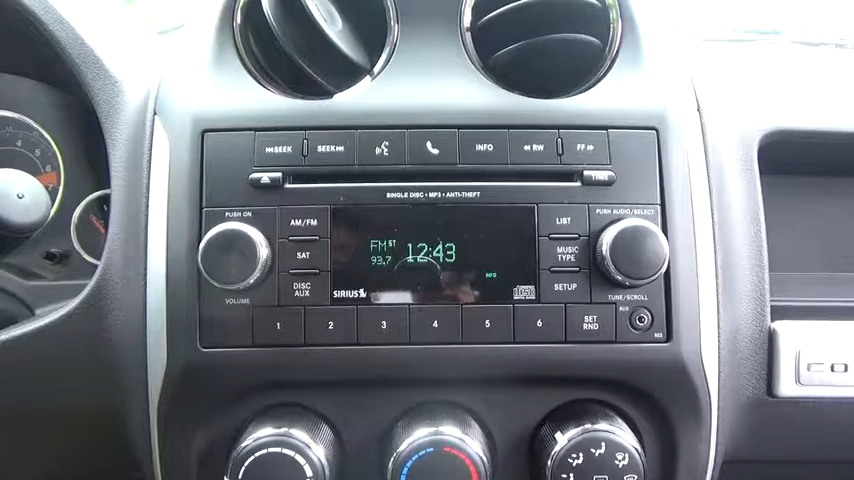 SEEK
SEEK
INFO
RW
FF
TIME
SINGLE DISC • MP3 • ANTI-THEFT
PUSH ON
VOLUME
AM/FM
SAT
DISC
AUX
FM ST
93.7
12:43
INFO
SIRIUS
disc
LIST
MUSIC
TYPE
SETUP
PUSH AUDIO/SELECT
TUNE/SCROLL
1
2
3
4
5
6
SET
RND
AUX